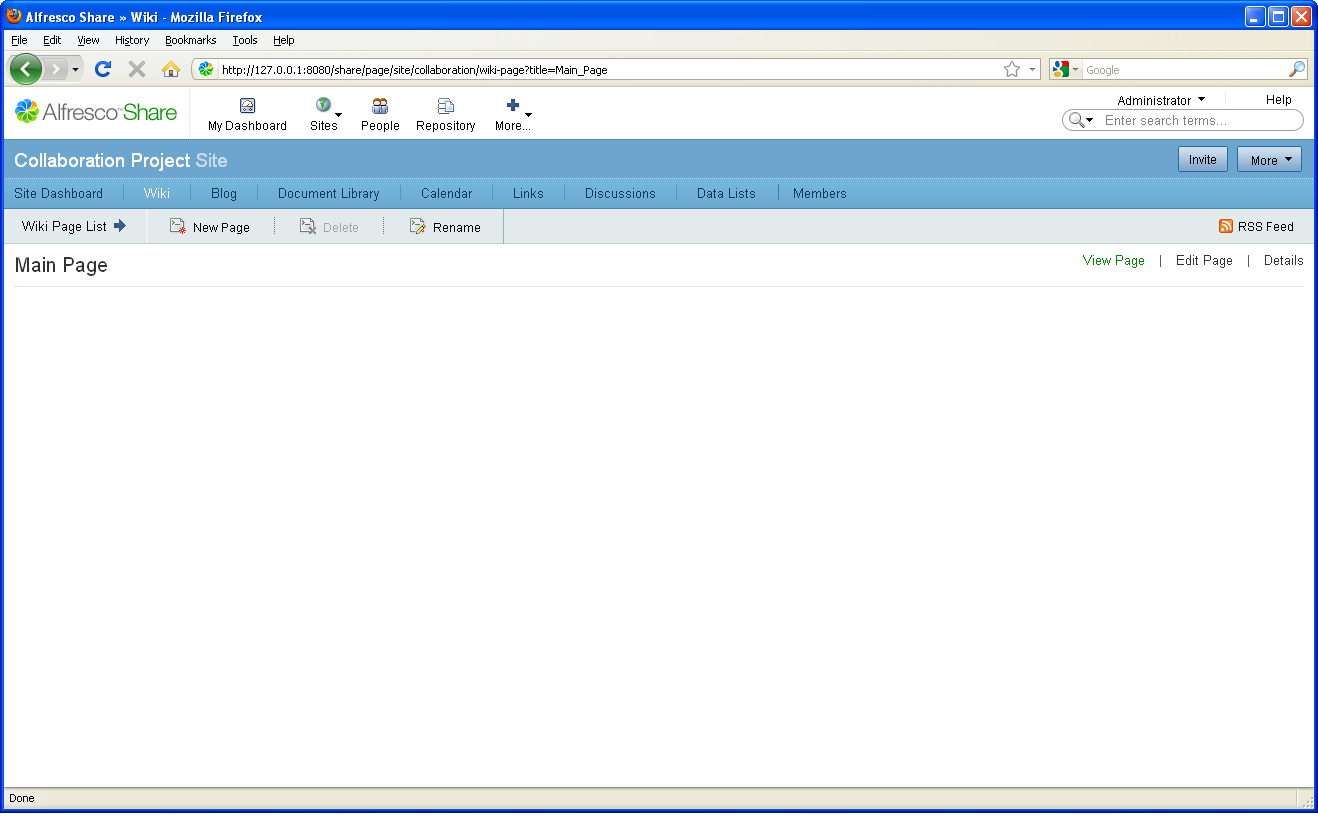 Alfresco Share » Wiki - Mozilla Firefox
File Edit View History Bookmarks Tools Help
http://127.0.0.1:8080/share/page/site/collaboration/wiki-page?title=Main_Page Google
Alfresco™ Share My Dashboard Sites People Repository More... Administrator Help
Enter search terms...
Collaboration Project Site Invite More
Site Dashboard Wiki Blog Document Library Calendar Links Discussions Data Lists Members
Wiki Page List New Page Delete Rename RSS Feed
Main Page View Page | Edit Page | Details
Done